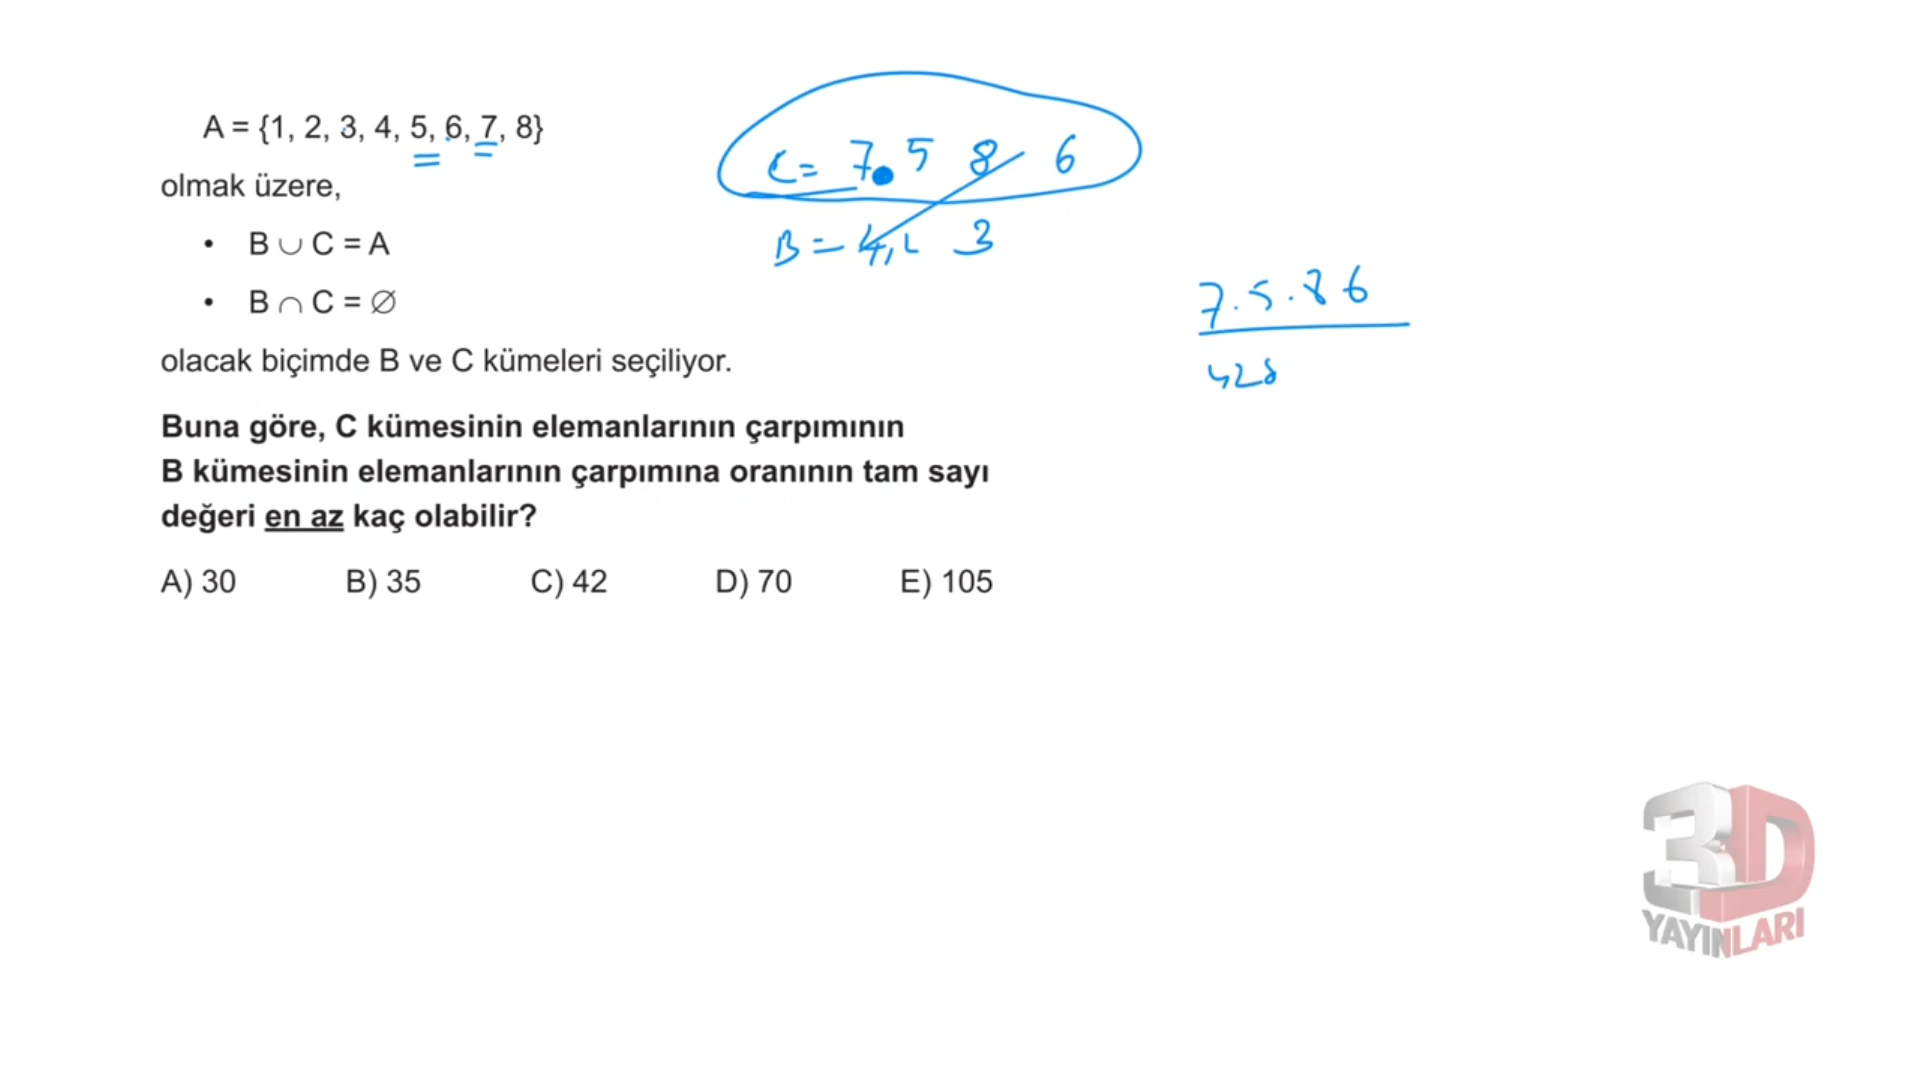 A = {1, 2, 3, 4, 5, 6, 7, 8}
olmak üzere,
• B ∪ C = A
• B ∩ C = ∅
olacak biçimde B ve C kümeleri seçiliyor.
Buna göre, C kümesinin elemanlarının çarpımının
B kümesinin elemanlarının çarpımına oranının tam sayı
değeri en az kaç olabilir?
A) 30 B) 35 C) 42 D) 70 E) 105
C = 7 . 5 8 6
B = 4, 3
7 . 5 . 8 6
3D
YAYINLARI